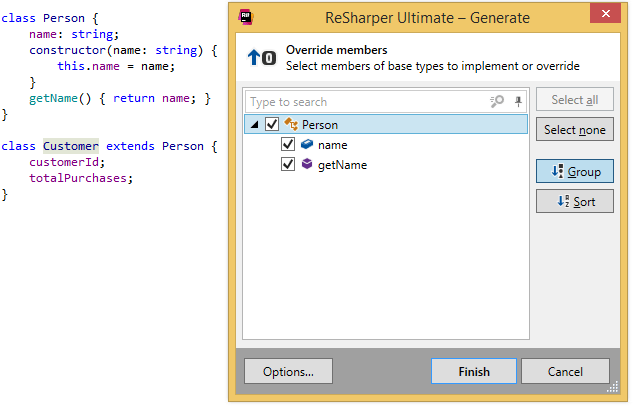 class Person {
name: string;
constructor(name: string) {
this.name = name;
}
getName() { return name; }
}
class Customer extends Person {
customerId;
totalPurchases;
}
ReSharper Ultimate – Generate
Override members
Select members of base types to implement or override
Type to search
Person
name
getName
Select all
Select none
Group
Sort
Options...
Finish
Cancel